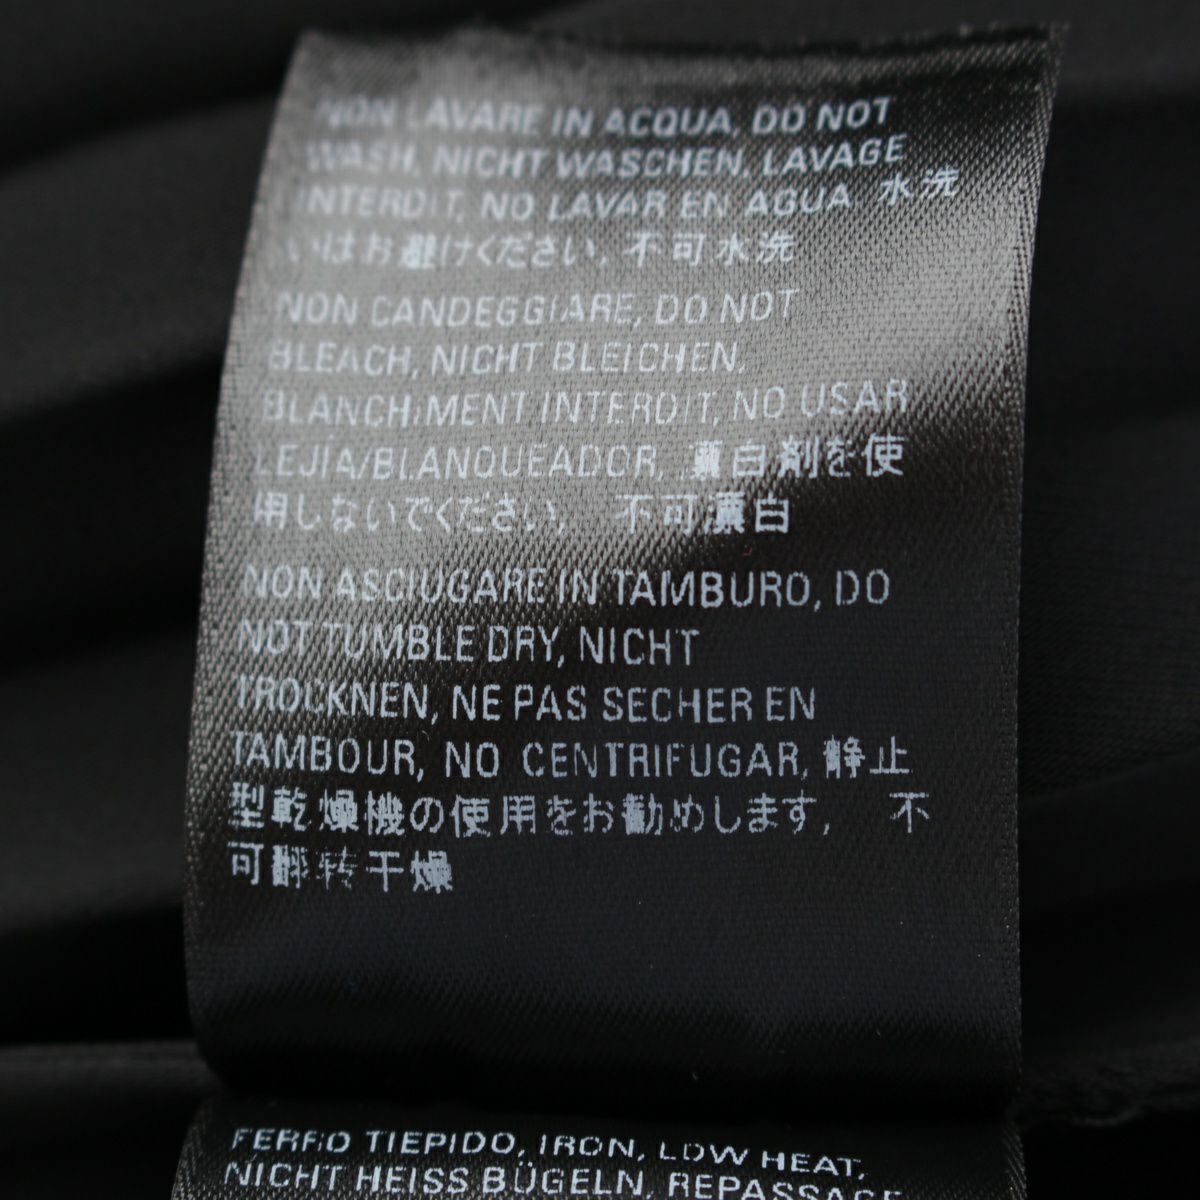 NON LAVARE IN ACQUA, DO NOT
WASH, NICHT WASCHEN, LAVAGE
INTERDIT, NO LAVAR EN AGUA 水洗
いはお避けください, 不可水洗
NON CANDEGGIARE, DO NOT
BLEACH, NICHT BLEICHEN,
BLANCHiMENT INTERDIT, NO USAR
LEJÍA/BLANQUEADOR, 漂白剤を使
用しないでください, 不可漂白
NON ASCIUGARE IN TAMBURO, DO
NOT TUMBLE DRY, NICHT
TROCKNEN, NE PAS SECHER EN
TAMBOUR, NO CENTRIFUGAR, 静止
型乾燥機の使用をお勧めします, 不
可翻转干燥
FERRO TIEPIDO, IRON, LOW HEAT,
NICHT HEISS BÜGELN, REPASSAGE